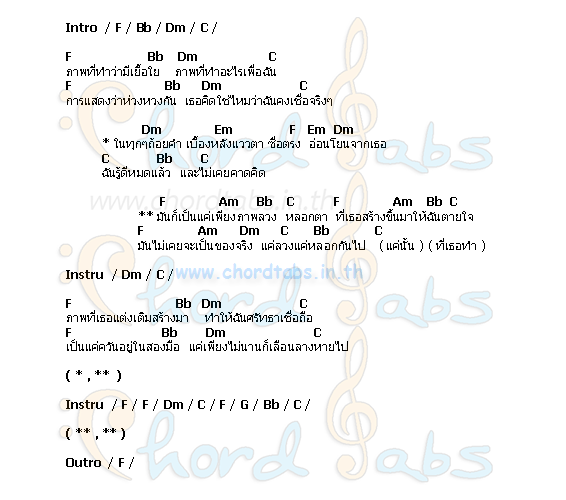 Intro / F / Bb / Dm / C /
F Bb Dm C
ภาพที่ทำว่ามีเยื่อใย ภาพที่ทำอะไรเพื่อฉัน
F Bb Dm C
การแสดงว่าห่วงหวงกัน เธอคิดใช่ไหมว่าฉันคงเชื่อจริงๆ
Dm Em F Em Dm
* ในทุกๆถ้อยคำ เบื้องหลังแววตา ซื่อตรง อ่อนโยนจากเธอ
C Bb C
ฉันรู้ดีหมดแล้ว และไม่เคยคาดคิด
F Am Bb C F Am Bb C
** มันก็เป็นแค่เพียงภาพลวง หลอกตา ที่เธอสร้างขึ้นมาให้ฉันตายใจ
F Am Dm C Bb C
มันไม่เคยจะเป็นของจริง แค่ลวงแค่หลอกกันไป ( แค่นั้น ) ( ที่เธอทำ )
www.chordtabs.in.th
Instru / Dm / C /
F Bb Dm C
ภาพที่เธอแต่งเติมสร้างมา ทำให้ฉันศรัทธาเชื่อถือ
F Bb Dm C
เป็นแค่ควันอยู่ในสองมือ แค่เพียงไม่นานก็เลือนลางหายไป
( * , ** )
Instru / F / F / Dm / C / F / G / Bb / C /
( ** , ** )
Outro / F /